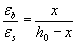 ε_b / ε_s = x / (h_0 − x)